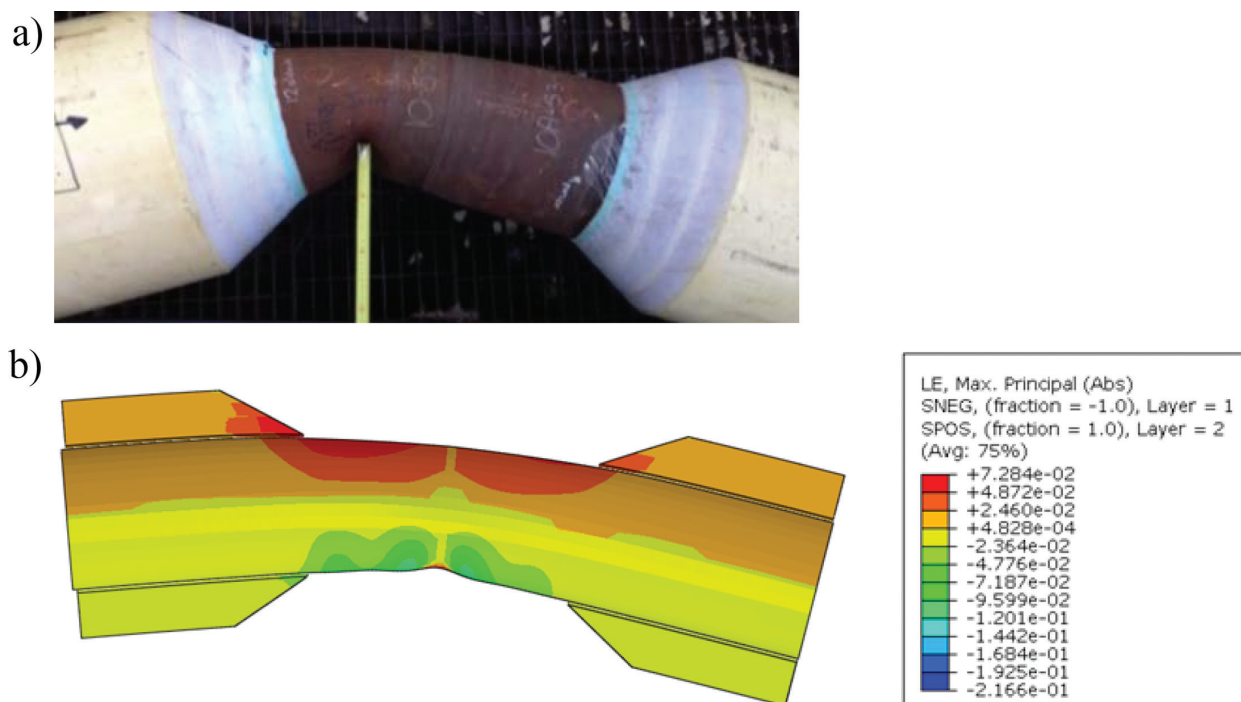 a)
b)
LE, Max. Principal (Abs)
SNEG, (fraction = -1.0), Layer = 1
SPOS, (fraction = 1.0), Layer = 2
(Avg: 75%)
+7.284e-02
+4.872e-02
+2.460e-02
+4.828e-04
-2.364e-02
-4.776e-02
-7.187e-02
-9.599e-02
-1.201e-01
-1.442e-01
-1.684e-01
-1.925e-01
-2.166e-01